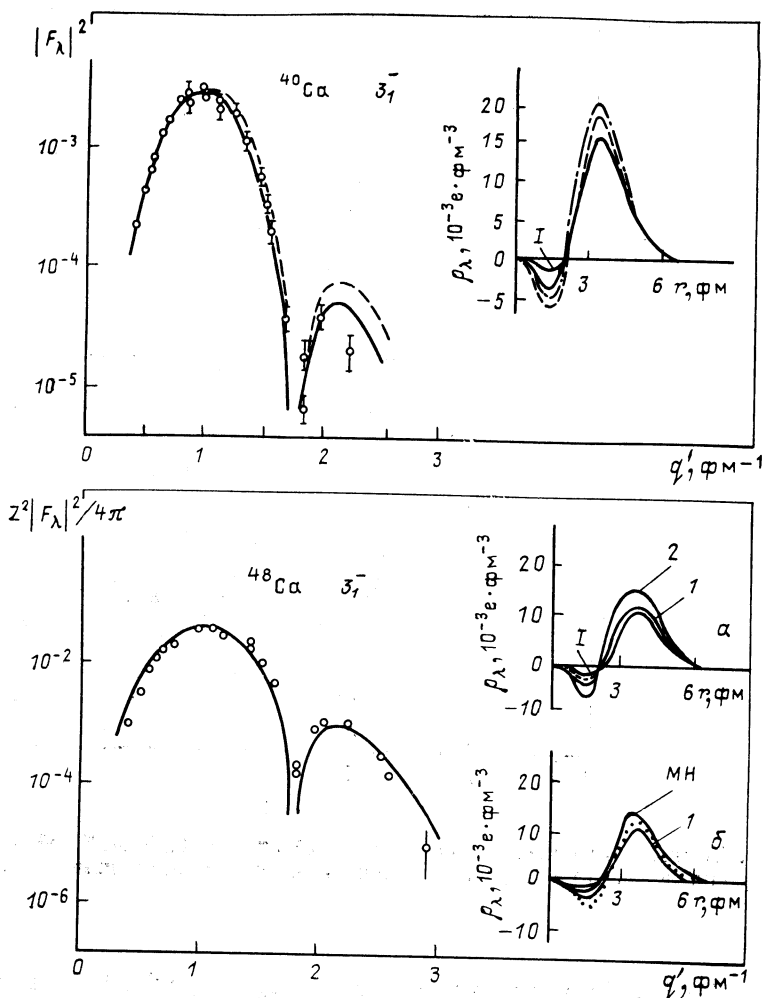 |F_λ|²
⁴⁰Ca 3₁⁻
10⁻³
10⁻⁴
10⁻⁵
0 1 2 3
q′, фм⁻¹
ρ_λ, 10⁻³ e·фм⁻³
20
15
10
5
0
−5
I
3 6 r, фм
Z²|F_λ|²/4π
⁴⁸Ca 3₁⁻
10⁻²
10⁻⁴
10⁻⁶
0 1 2 3
q′, фм⁻¹
ρ_λ, 10⁻³ e·фм⁻³
20
10
0
−10
2
1
I
а
3 6 r, фм
ρ_λ, 10⁻³ e·фм⁻³
20
10
0
−10
МН
1
б
3 6 r, фм